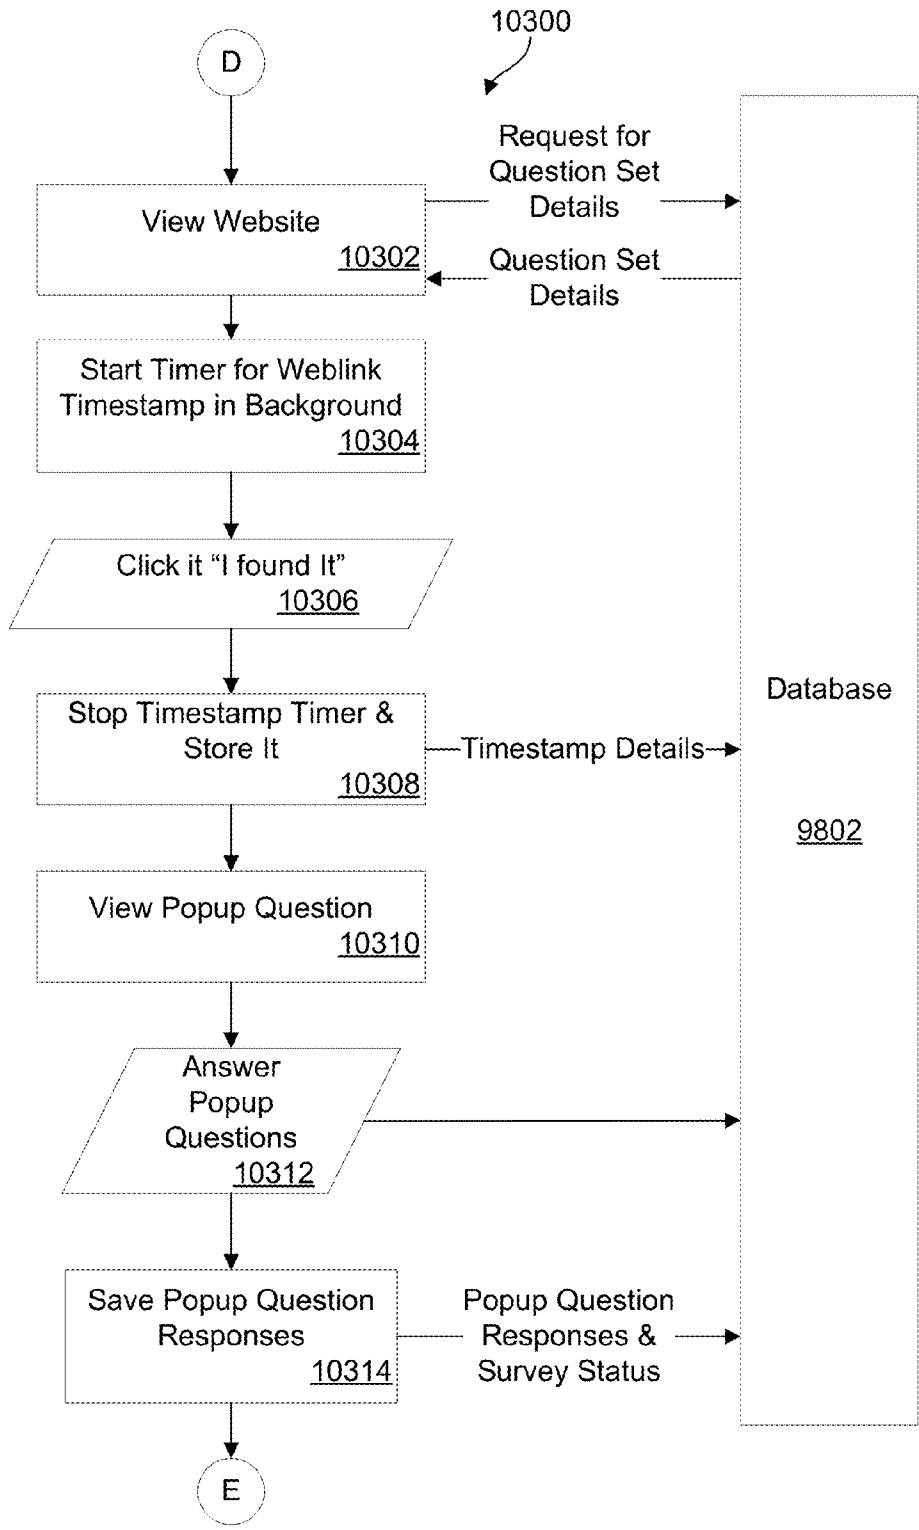 10300
D
Request for
Question Set
Details
View Website
10302
Question Set
Details
Start Timer for Weblink
Timestamp in Background
10304
Click it “I found It”
10306
Database
9802
Stop Timestamp Timer &
Store It
10308
Timestamp Details
View Popup Question
10310
Answer
Popup
Questions
10312
Save Popup Question
Responses
10314
Popup Question
Responses &
Survey Status
E